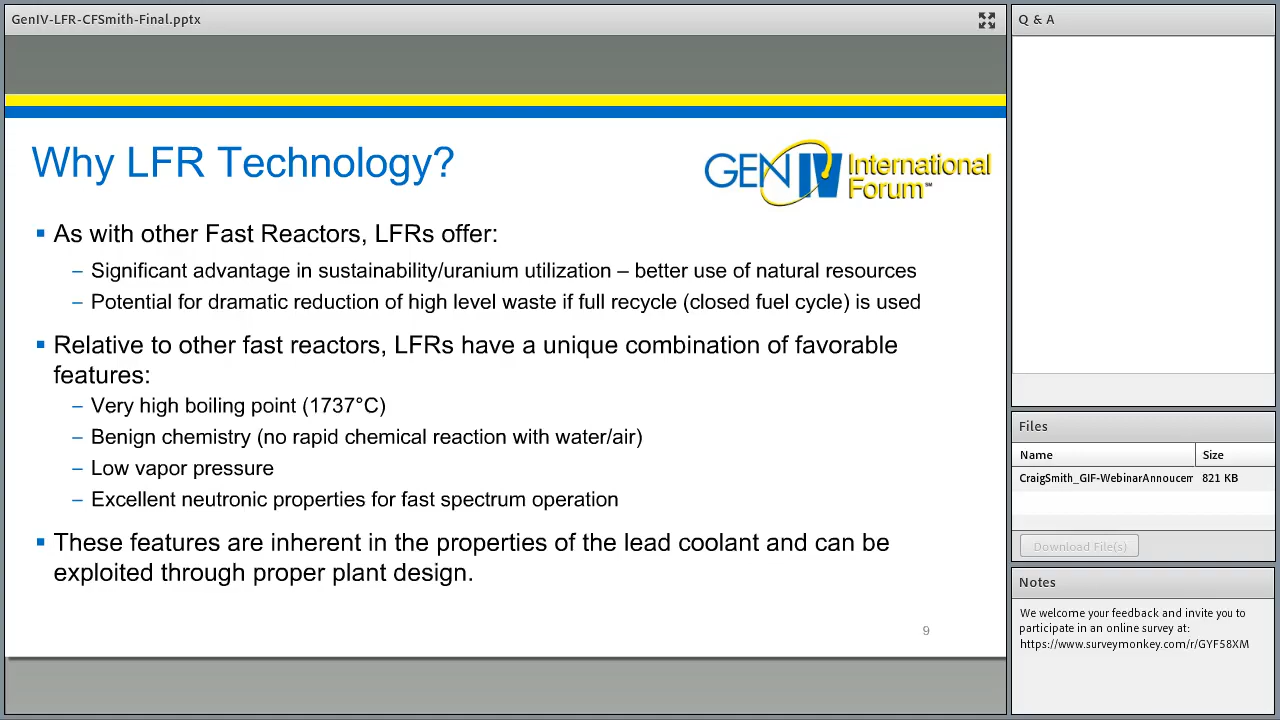 GenIV-LFR-CFSmith-Final.pptx
Why LFR Technology?
GEN IV International
Forum™
▪ As with other Fast Reactors, LFRs offer:
– Significant advantage in sustainability/uranium utilization – better use of natural resources
– Potential for dramatic reduction of high level waste if full recycle (closed fuel cycle) is used
▪ Relative to other fast reactors, LFRs have a unique combination of favorable
features:
– Very high boiling point (1737°C)
– Benign chemistry (no rapid chemical reaction with water/air)
– Low vapor pressure
– Excellent neutronic properties for fast spectrum operation
▪ These features are inherent in the properties of the lead coolant and can be
exploited through proper plant design.
9
Q & A
Files
Name Size
CraigSmith_GIF-WebinarAnnoucem 821 KB
Download File(s)
Notes
We welcome your feedback and invite you to
participate in an online survey at:
https://www.surveymonkey.com/r/GYF58XM